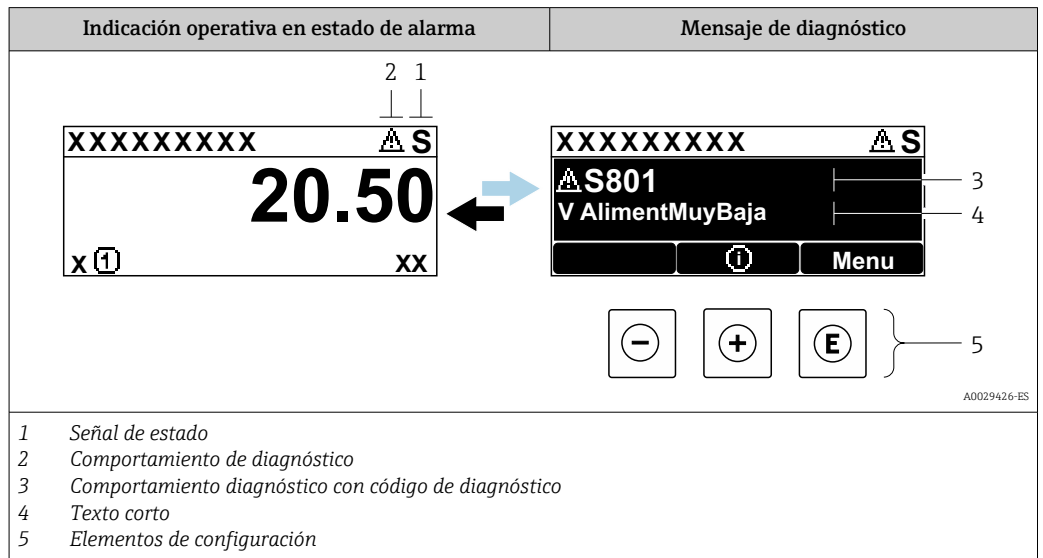 Indicación operativa en estado de alarma
Mensaje de diagnóstico
2 1
XXXXXXXXX S
20.50
X 1 XX
XXXXXXXXX S
S801
3
V AlimentMuyBaja
4
i Menu
- + E
5
A0029426-ES
1 Señal de estado
2 Comportamiento de diagnóstico
3 Comportamiento diagnóstico con código de diagnóstico
4 Texto corto
5 Elementos de configuración